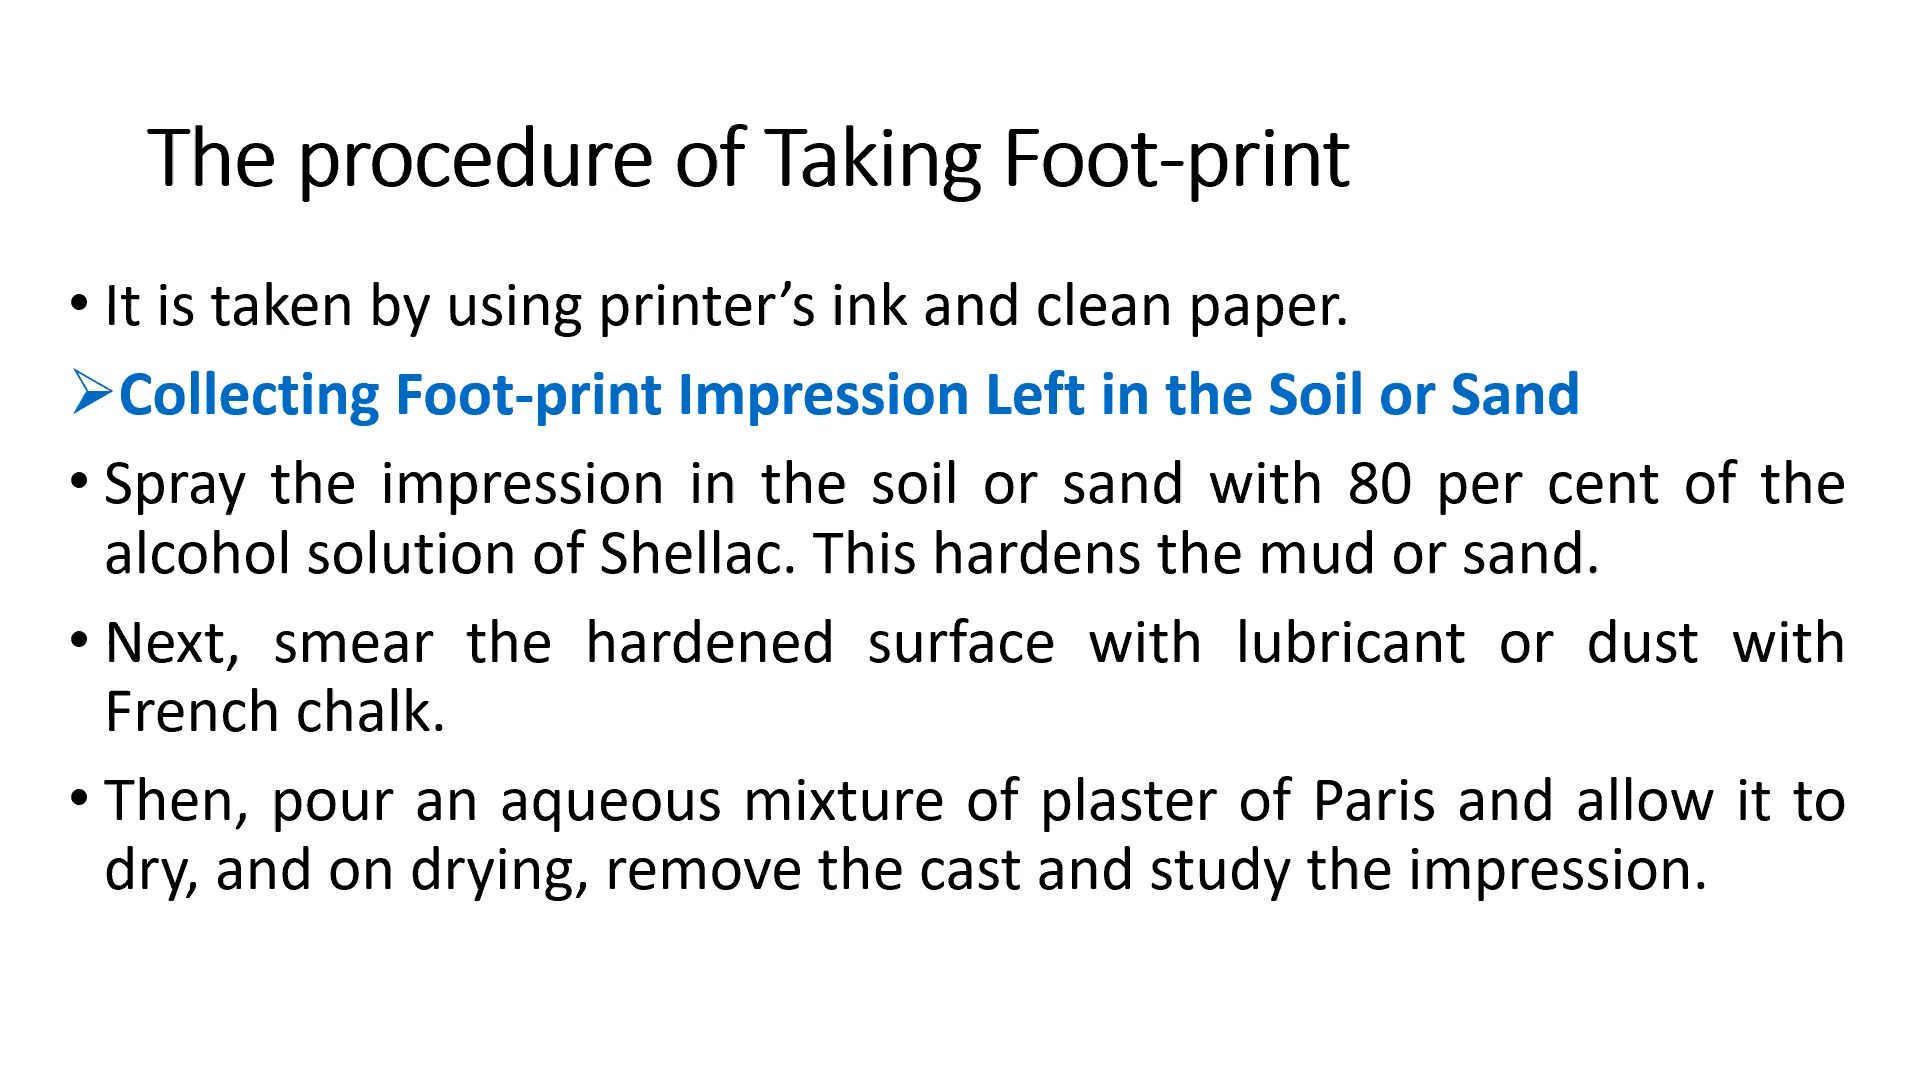 The procedure of Taking Foot-print
• It is taken by using printer’s ink and clean paper.
➢Collecting Foot-print Impression Left in the Soil or Sand
• Spray the impression in the soil or sand with 80 per cent of the
alcohol solution of Shellac. This hardens the mud or sand.
• Next, smear the hardened surface with lubricant or dust with
French chalk.
• Then, pour an aqueous mixture of plaster of Paris and allow it to
dry, and on drying, remove the cast and study the impression.